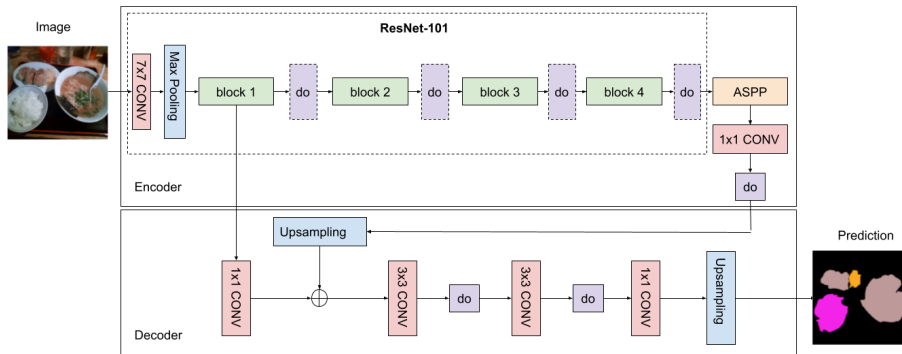 Image
ResNet-101
7x7 CONV
Max Pooling
block 1
do
block 2
do
block 3
do
block 4
do
ASPP
1x1 CONV
do
Encoder
Upsampling
Prediction
1x1 CONV
3x3 CONV
do
3x3 CONV
do
1x1 CONV
Upsampling
Decoder